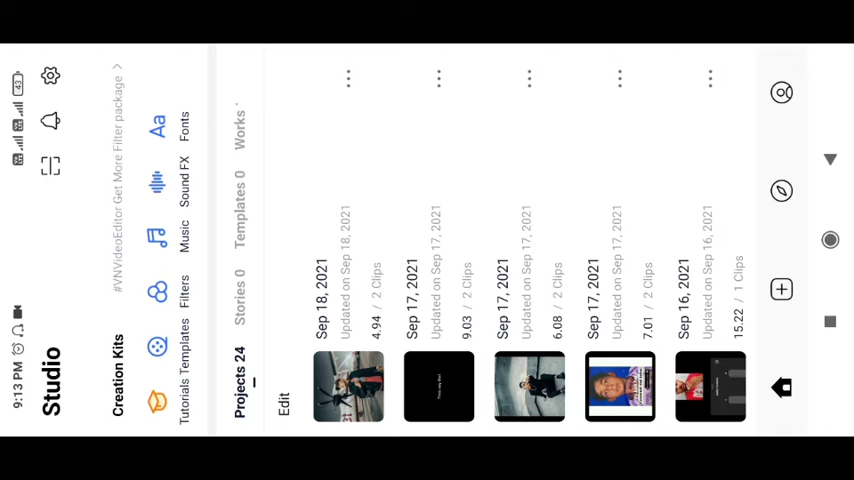 9:13 PM
43
Studio
Creation Kits
#VNVideoEditor Get More Filter package >
Tutorials
Templates
Filters
Music
Sound FX
Fonts
Projects 24
Stories 0
Templates 0
Works
Edit
Sep 18, 2021
Updated on Sep 18, 2021
4.94 / 2 Clips
Sep 17, 2021
Updated on Sep 17, 2021
9.03 / 2 Clips
Sep 17, 2021
Updated on Sep 17, 2021
6.08 / 2 Clips
Sep 17, 2021
Updated on Sep 17, 2021
7.01 / 2 Clips
Sep 16, 2021
Updated on Sep 16, 2021
15.22 / 1 Clips